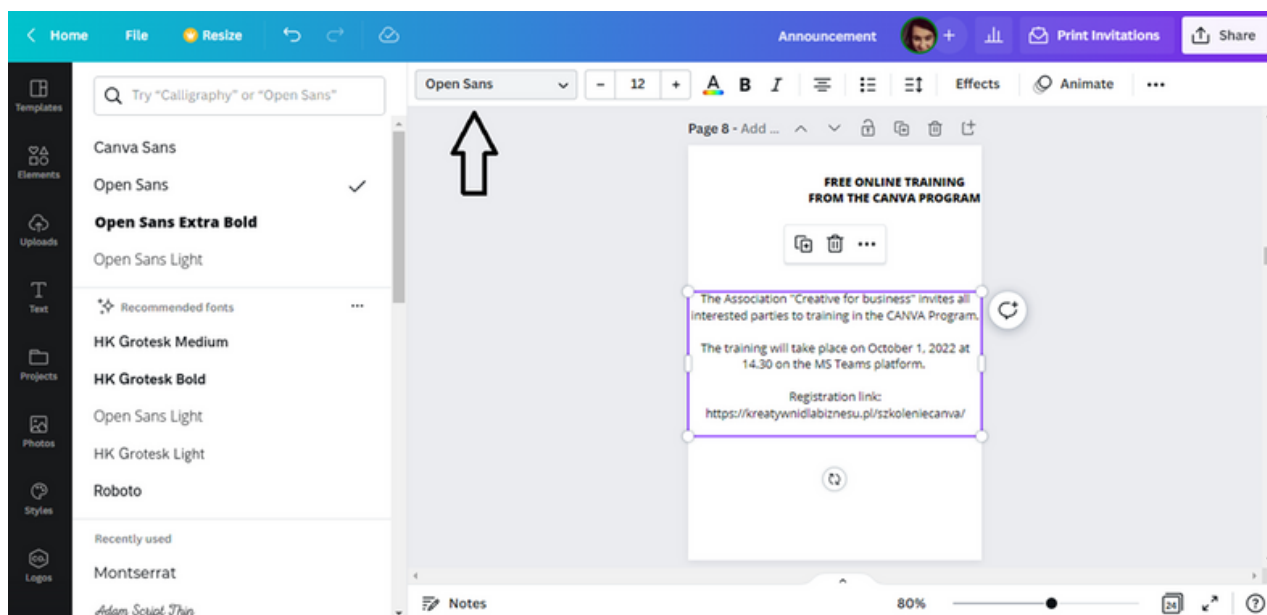 Home File Resize Announcement Print Invitations Share
Templates
Elements
Uploads
Text
Projects
Photos
Styles
CO.
Logos
Try "Calligraphy" or "Open Sans"
Canva Sans
Open Sans
Open Sans Extra Bold
Open Sans Light
Recommended fonts
HK Grotesk Medium
HK Grotesk Bold
Open Sans Light
HK Grotesk Light
Roboto
Recently used
Montserrat
Adam Script Thin
Open Sans – 12 + A B I Effects Animate
Page 8 - Add ...
FREE ONLINE TRAINING
FROM THE CANVA PROGRAM
The Association "Creative for business" invites all
interested parties to training in the CANVA Program.
The training will take place on October 1, 2022 at
14.30 on the MS Teams platform.
Registration link:
https://kreatywnidlabiznesu.pl/szkoleniecanva/
Notes 80% 24 ?